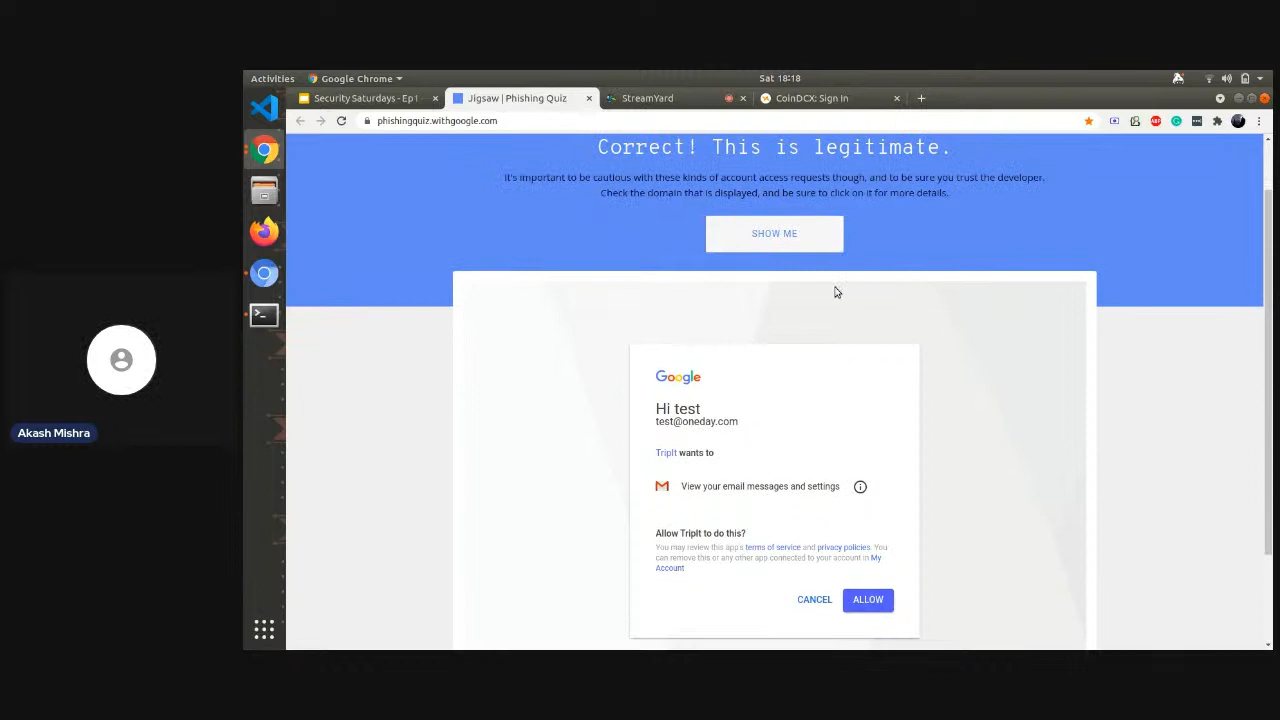 Activities
Google Chrome
Sat 18:18
Security Saturdays - Ep1
Jigsaw | Phishing Quiz
StreamYard
CoinDCX: Sign In
phishingquiz.withgoogle.com
ABP
Correct! This is legitimate.
It's important to be cautious with these kinds of account access requests though, and to be sure you trust the developer.
Check the domain that is displayed, and be sure to click on it for more details.
SHOW ME
Google
Hi test
test@oneday.com
TripIt wants to
View your email messages and settings
Allow TripIt to do this?
You may review this app's terms of service and privacy policies. You
can remove this or any other app connected to your account in My
Account
CANCEL
ALLOW
Akash Mishra